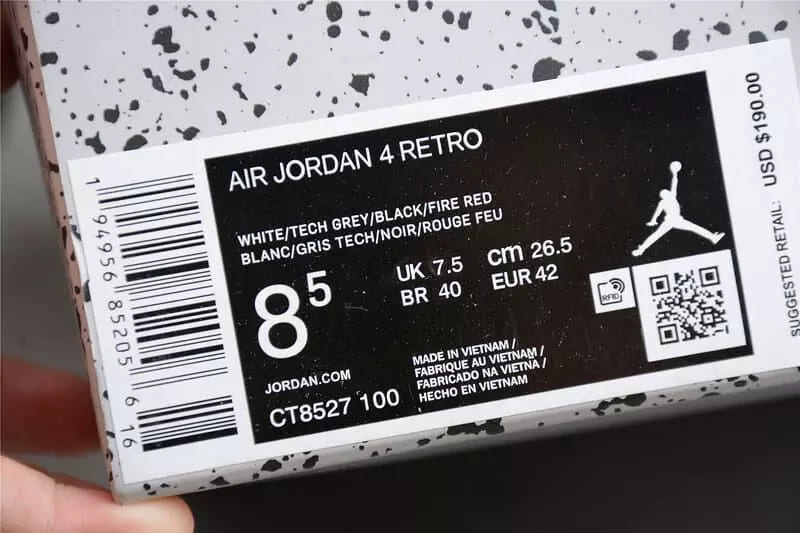 AIR JORDAN 4 RETRO
WHITE/TECH GREY/BLACK/FIRE RED
BLANC/GRIS TECH/NOIR/ROUGE FEU
8⁵
UK 7.5 cm 26.5
BR 40 EUR 42
JORDAN.COM
CT8527 100
MADE IN VIETNAM /
FABRIQUE AU VIETNAM /
FABRICADO NA VIETNA /
HECHO EN VIETNAM
RFID
1 94956 85205 6 16
SUGGESTED RETAIL: USD $190.00